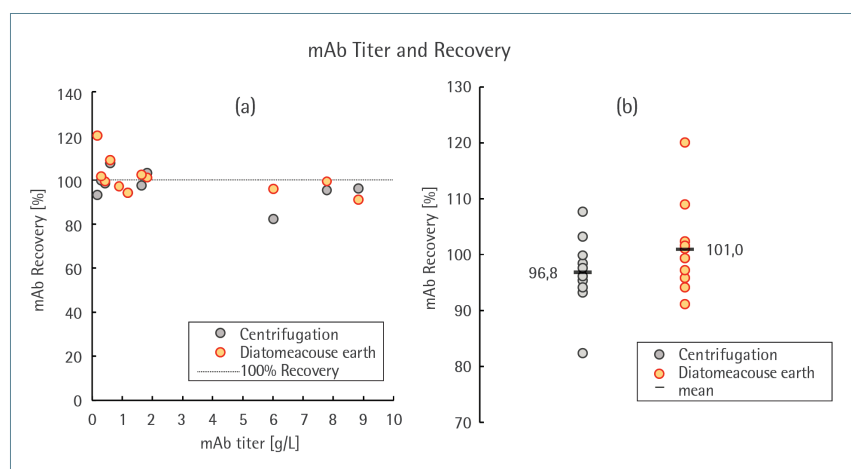 mAb Titer and Recovery
(a)
mAb Recovery [%]
140
120
100
80
60
40
20
0
0 1 2 3 4 5 6 7 8 9 10
mAb titer [g/L]
Centrifugation
Diatomeacouse earth
100% Recovery
(b)
mAb Recovery [%]
130
120
110
100
90
80
70
96,8
101,0
Centrifugation
Diatomeacouse earth
mean